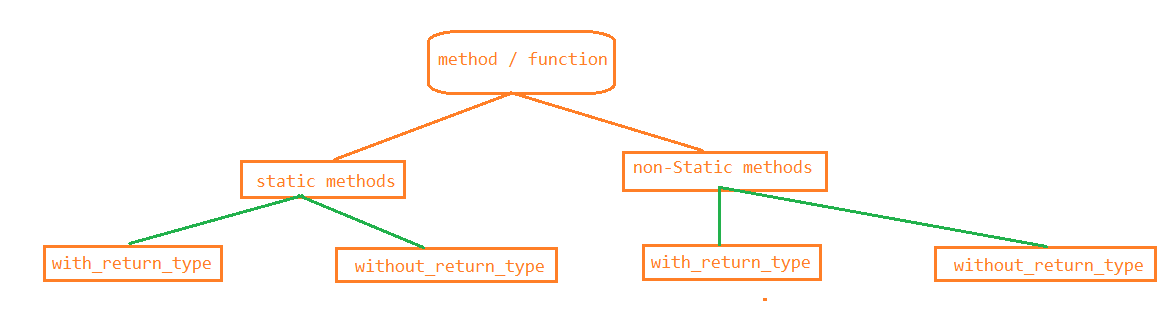 method / function
static methods
non-Static methods
with_return_type
without_return_type
with_return_type
without_return_type